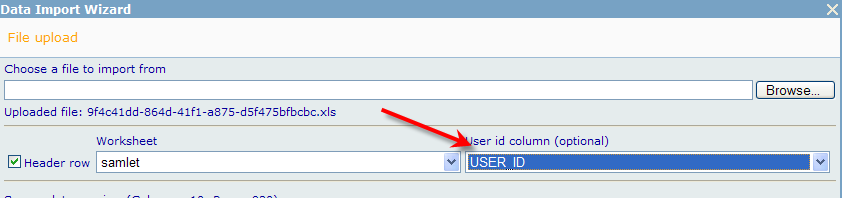 Data Import Wizard
File upload
Choose a file to import from
Browse...
Uploaded file: 9f4c41dd-864d-41f1-a875-d5f475bfbcbc.xls
Worksheet User id column (optional)
Header row samlet USER_ID